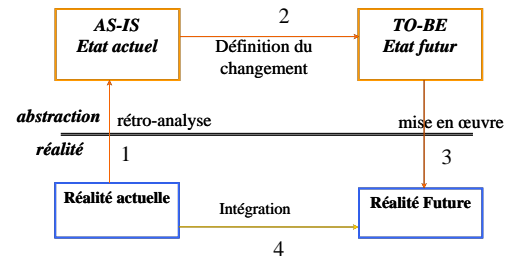 AS-IS
Etat actuel
2
TO-BE
Etat futur
Définition du
changement
abstraction
rétro-analyse
mise en œuvre
réalité
1
3
Réalité actuelle
Réalité Future
Intégration
4